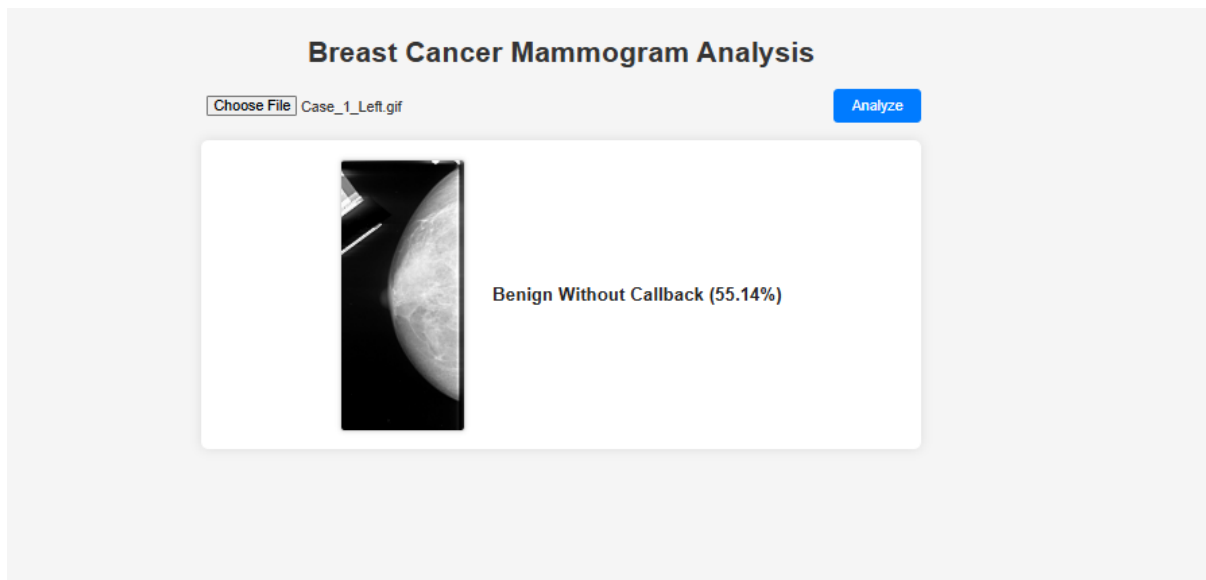 Breast Cancer Mammogram Analysis
Choose File Case_1_Left.gif Analyze
Benign Without Callback (55.14%)